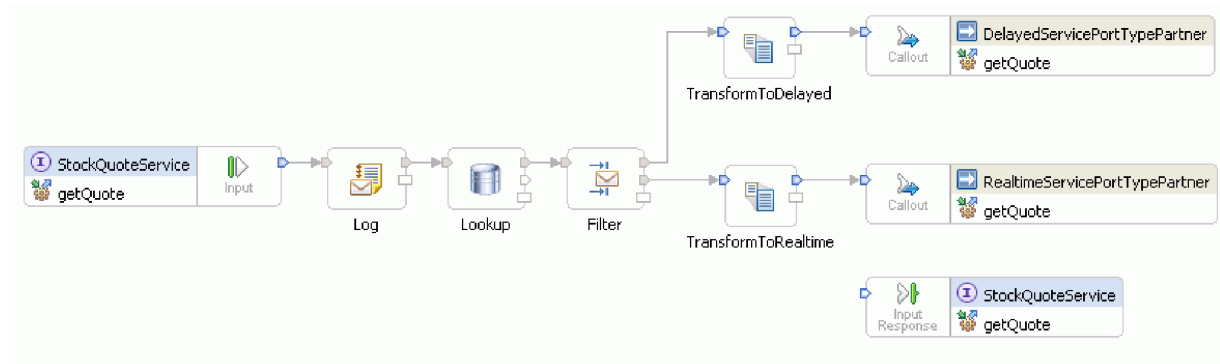 DelayedServicePortTypePartner
Callout
getQuote
TransformToDelayed
StockQuoteService
Input
getQuote
Log
Lookup
Filter
RealtimeServicePortTypePartner
Callout
getQuote
TransformToRealtime
StockQuoteService
Input
Response
getQuote